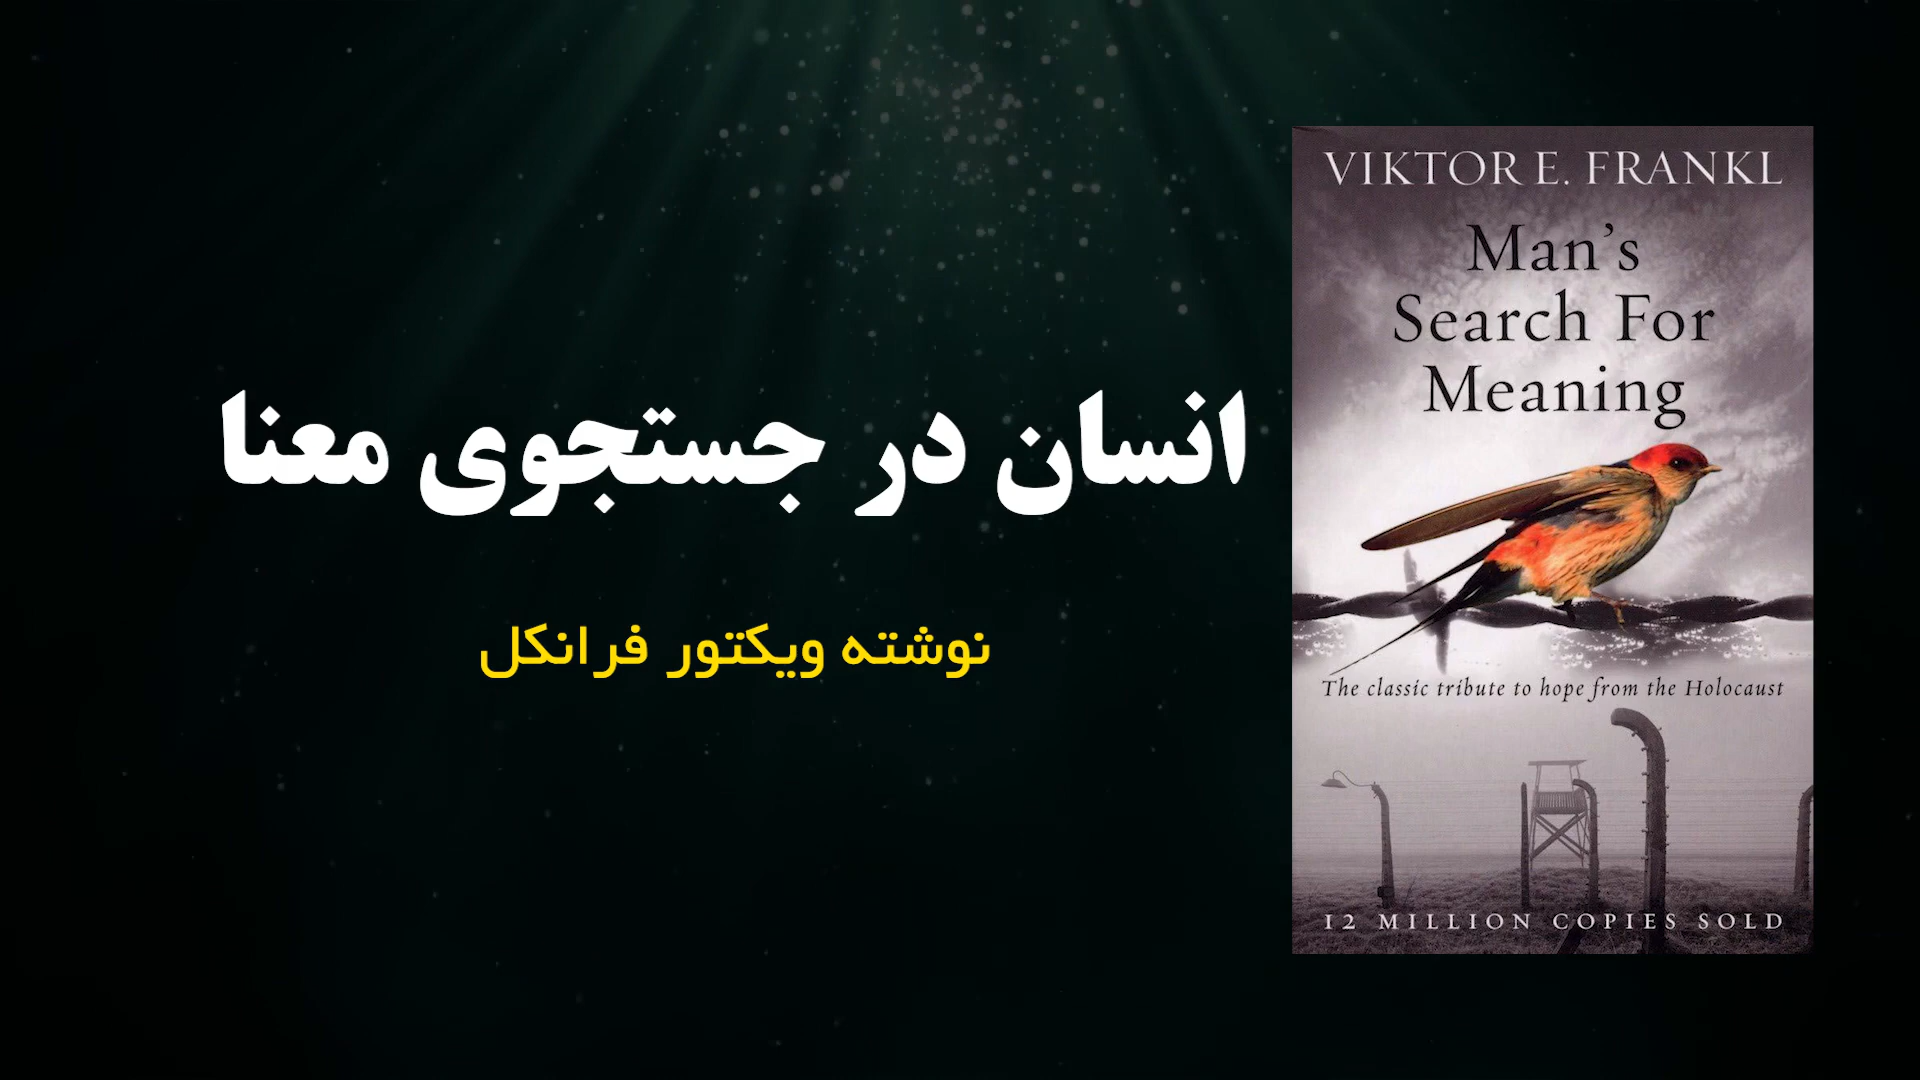 انسان در جستجوی معنا
نوشته ویکتور فرانکل
VIKTOR E. FRANKL
Man's
Search For
Meaning
The classic tribute to hope from the Holocaust
12 MILLION COPIES SOLD